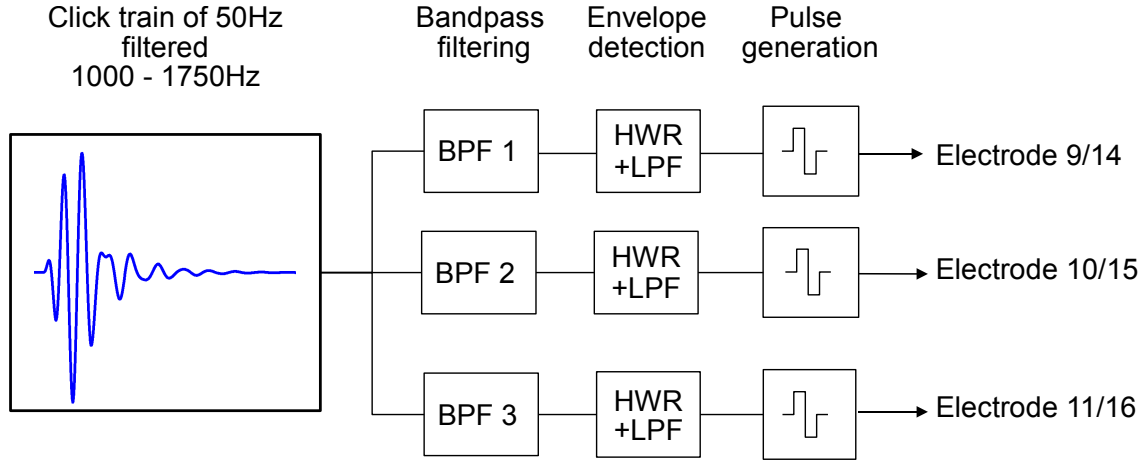 Click train of 50Hz
filtered
1000 - 1750Hz
Bandpass
filtering
Envelope
detection
Pulse
generation
BPF 1
HWR
+LPF
Electrode 9/14
BPF 2
HWR
+LPF
Electrode 10/15
BPF 3
HWR
+LPF
Electrode 11/16